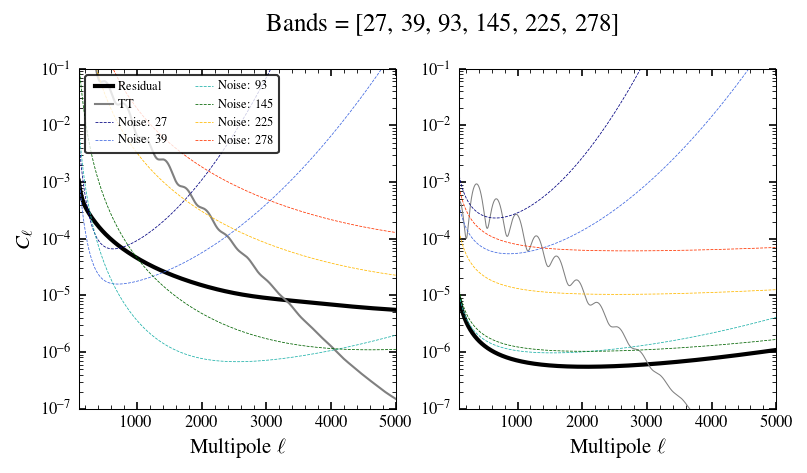 Bands = [27, 39, 93, 145, 225, 278]
10⁻¹
10⁻²
10⁻³
10⁻⁴
10⁻⁵
10⁻⁶
10⁻⁷
C_ℓ
Residual
TT
Noise: 27
Noise: 39
Noise: 93
Noise: 145
Noise: 225
Noise: 278
1000 2000 3000 4000 5000
Multipole ℓ
10⁻¹
10⁻²
10⁻³
10⁻⁴
10⁻⁵
10⁻⁶
10⁻⁷
1000 2000 3000 4000 5000
Multipole ℓ